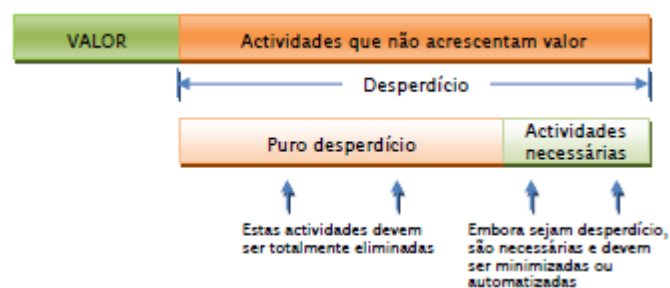 VALOR
Actividades que não acrescentam valor
Desperdício
Puro desperdício
Actividades
necessárias
Estas actividades devem
ser totalmente eliminadas
Embora sejam desperdício,
são necessárias e devem
ser minimizadas ou
automatizadas